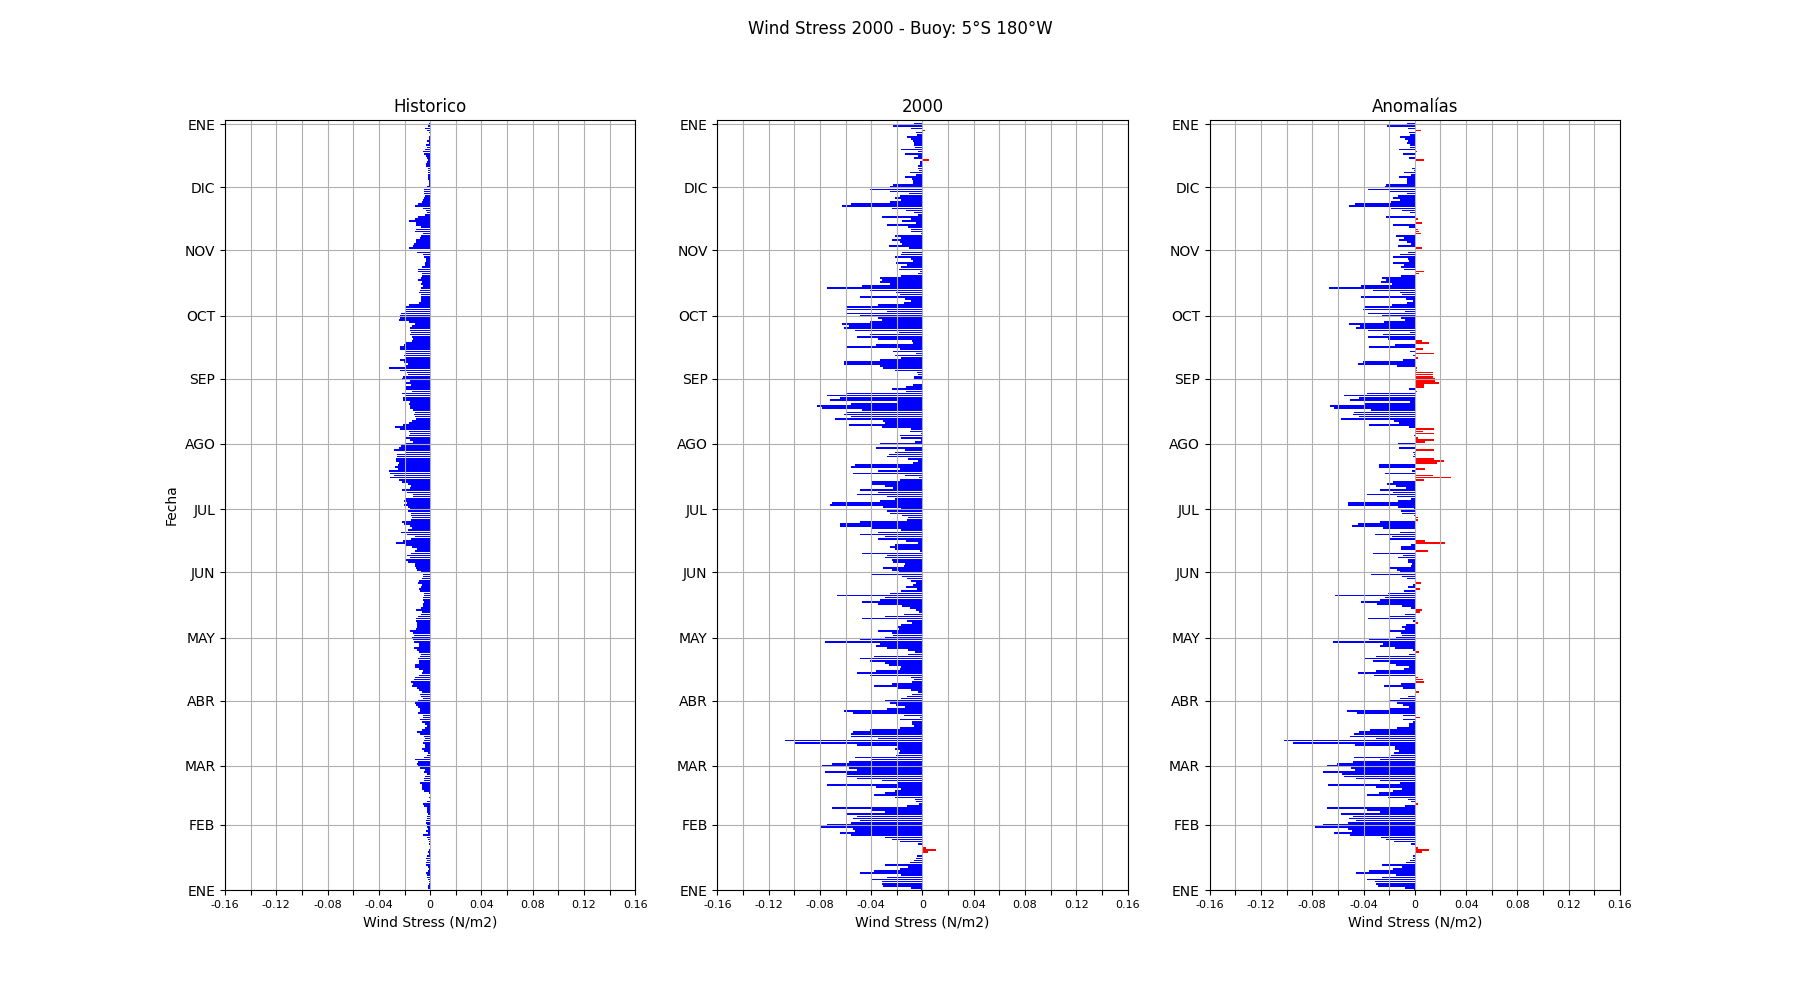 Wind Stress 2000 - Buoy: 5°S 180°W
Historico
2000
Anomalías
ENE
DIC
NOV
OCT
SEP
AGO
JUL
JUN
MAY
ABR
MAR
FEB
ENE
Fecha
-0.16 -0.12 -0.08 -0.04 0 0.04 0.08 0.12 0.16
Wind Stress (N/m2)
ENE
DIC
NOV
OCT
SEP
AGO
JUL
JUN
MAY
ABR
MAR
FEB
ENE
-0.16 -0.12 -0.08 -0.04 0 0.04 0.08 0.12 0.16
Wind Stress (N/m2)
ENE
DIC
NOV
OCT
SEP
AGO
JUL
JUN
MAY
ABR
MAR
FEB
ENE
-0.16 -0.12 -0.08 -0.04 0 0.04 0.08 0.12 0.16
Wind Stress (N/m2)